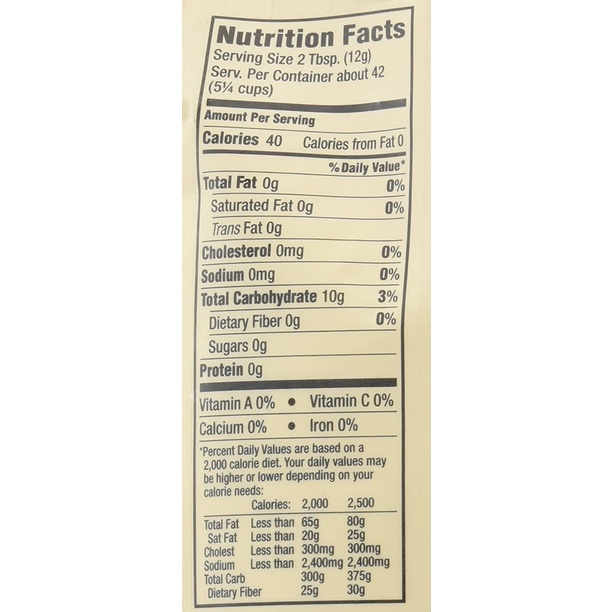 Nutrition Facts
Serving Size 2 Tbsp. (12g)
Serv. Per Container about 42
(5¼ cups)
Amount Per Serving
Calories 40 Calories from Fat 0
% Daily Value*
Total Fat 0g 0%
Saturated Fat 0g 0%
Trans Fat 0g
Cholesterol 0mg 0%
Sodium 0mg 0%
Total Carbohydrate 10g 3%
Dietary Fiber 0g 0%
Sugars 0g
Protein 0g
Vitamin A 0% • Vitamin C 0%
Calcium 0% • Iron 0%
*Percent Daily Values are based on a
2,000 calorie diet. Your daily values may
be higher or lower depending on your
calorie needs:
Calories: 2,000 2,500
Total Fat Less than 65g 80g
Sat Fat Less than 20g 25g
Cholest Less than 300mg 300mg
Sodium Less than 2,400mg 2,400mg
Total Carb 300g 375g
Dietary Fiber 25g 30g